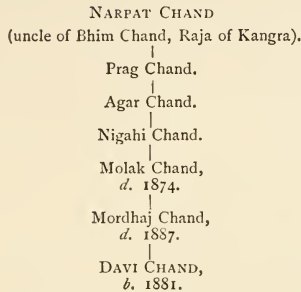 NARPAT CHAND
(uncle of Bhim Chand, Raja of Kangra).
Prag Chand.
Agar Chand.
Nigahi Chand.
Molak Chand,
d. 1874.
Mordhaj Chand,
d. 1887.
DAVI CHAND,
b. 1881.